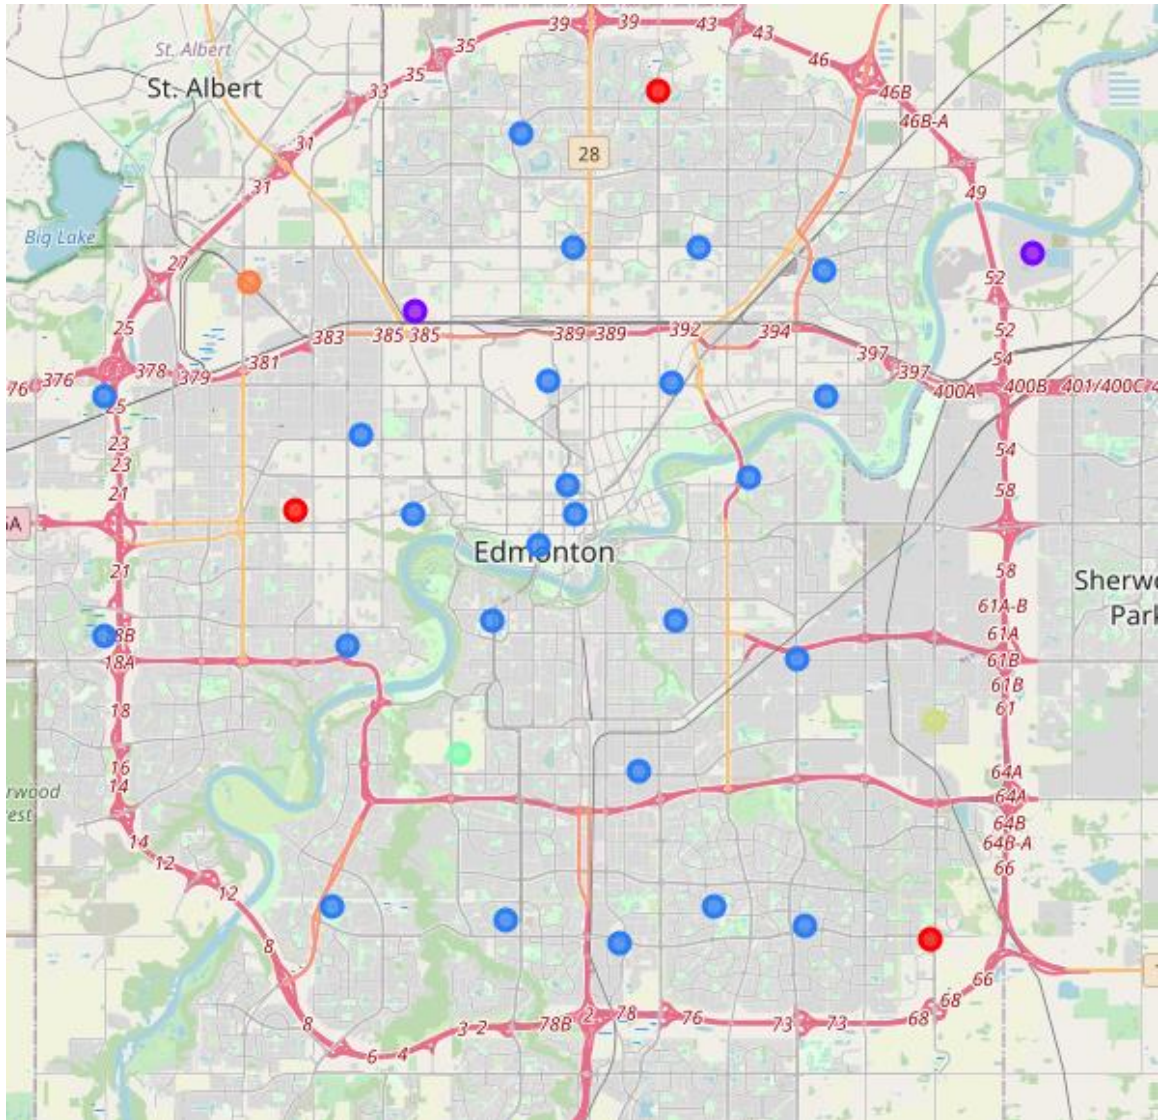 39 39 43 43
35 46
St. Albert 35
St. Albert 33 46B
46B-A
31 28
31 49
Big Lake
27 52
25 383 385 385 389 389 392 394 52
76 376 378 379 381 397 54
397 400A 400B 401/400C
25
23 54
23
21 58
Edmonton
21 58
Sherwo
Park
61A-B
8B 61A
18A 61B
61B
18 61
16 64A
14 64A
rwood
est
64B
14 64B-A
12 66
12
8
66
68
8 3 2 78B 2 78 76 73 73 68
6 4